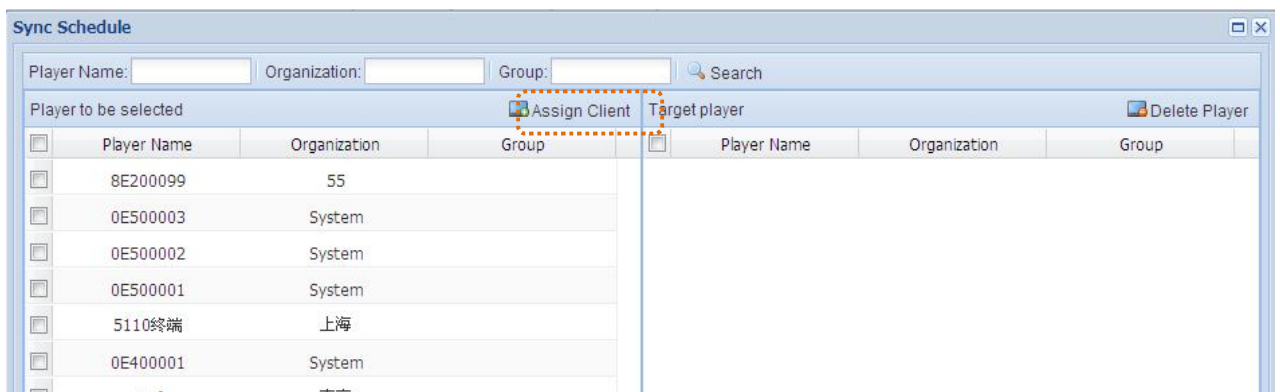 Sync Schedule
Player Name: Organization: Group: Search
Player to be selected Assign Client Target player Delete Player
Player Name Organization Group Player Name Organization Group
8E200099 55
0E500003 System
0E500002 System
0E500001 System
5110终端 上海
0E400001 System